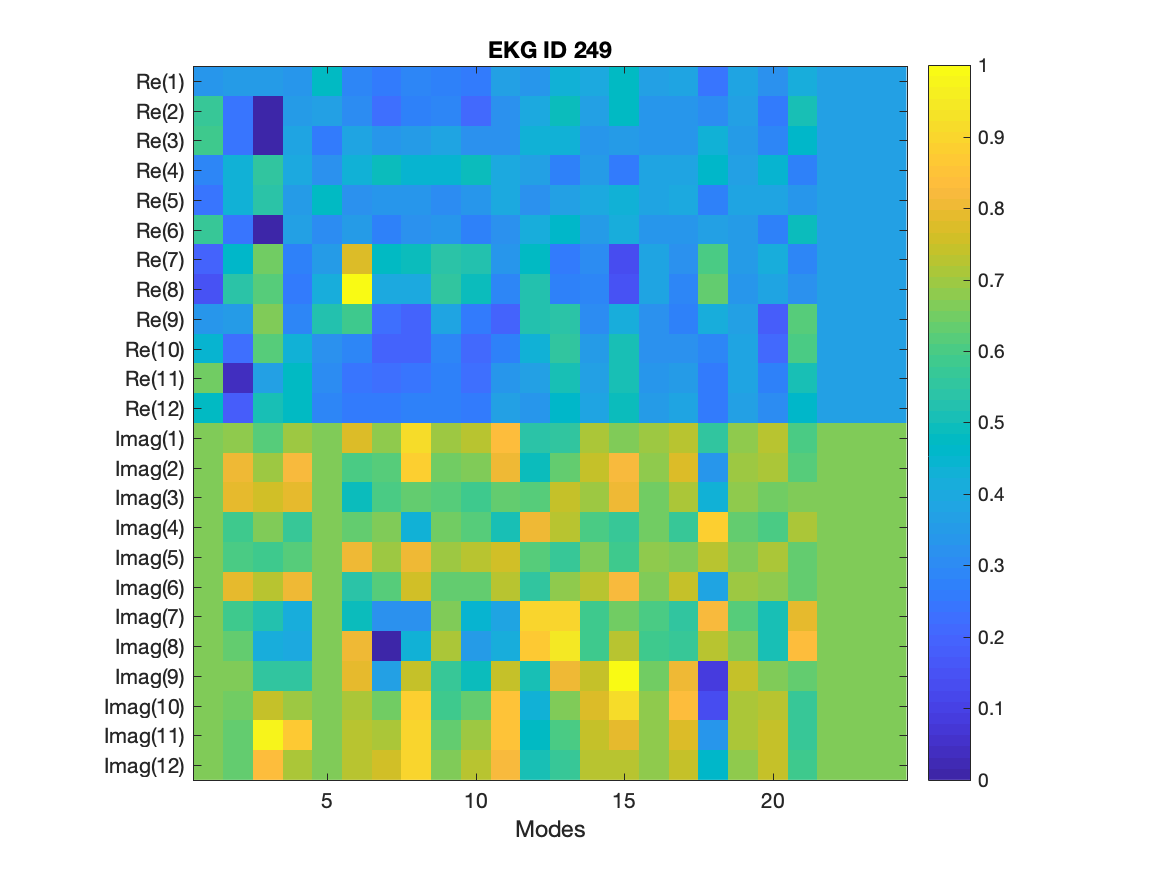 EKG ID 249
Re(1)
Re(2)
Re(3)
Re(4)
Re(5)
Re(6)
Re(7)
Re(8)
Re(9)
Re(10)
Re(11)
Re(12)
Imag(1)
Imag(2)
Imag(3)
Imag(4)
Imag(5)
Imag(6)
Imag(7)
Imag(8)
Imag(9)
Imag(10)
Imag(11)
Imag(12)
5 10 15 20
Modes
1
0.9
0.8
0.7
0.6
0.5
0.4
0.3
0.2
0.1
0